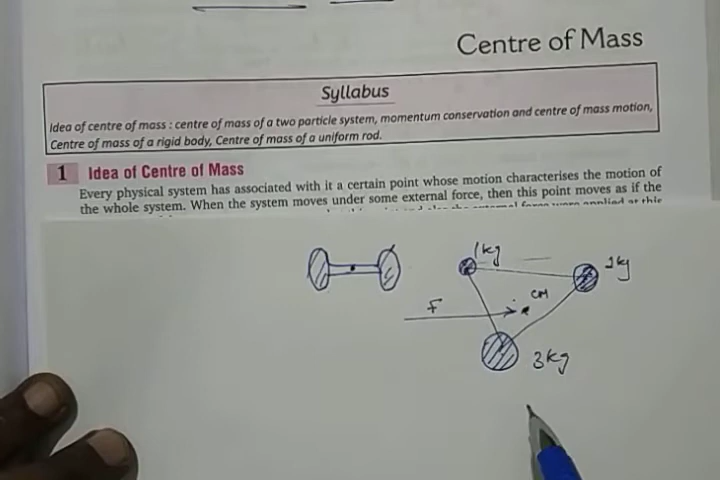 Centre of Mass
Syllabus
Idea of centre of mass : centre of mass of a two particle system, momentum conservation and centre of mass motion,
Centre of mass of a rigid body, Centre of mass of a uniform rod.
1 Idea of Centre of Mass
Every physical system has associated with it a certain point whose motion characterises the motion of
the whole system. When the system moves under some external force, then this point moves as if the
1kg
2kg
CM
F
3kg